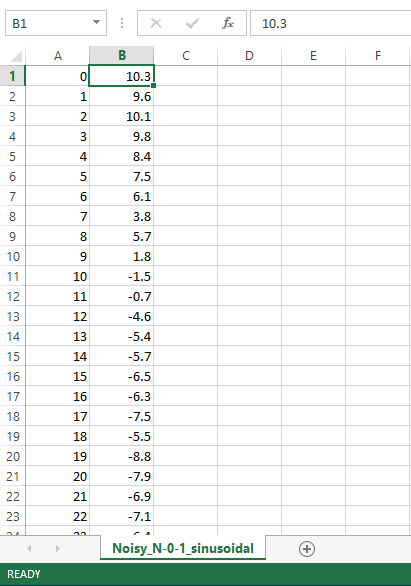 B1 fx 10.3
A B C D E F
1 0 10.3
2 1 9.6
3 2 10.1
4 3 9.8
5 4 8.4
6 5 7.5
7 6 6.1
8 7 3.8
9 8 5.7
10 9 1.8
11 10 -1.5
12 11 -0.7
13 12 -4.6
14 13 -5.4
15 14 -5.7
16 15 -6.5
17 16 -6.3
18 17 -7.5
19 18 -5.5
20 19 -8.8
21 20 -7.9
22 21 -6.9
23 22 -7.1
Noisy_N-0-1_sinusoidal
READY